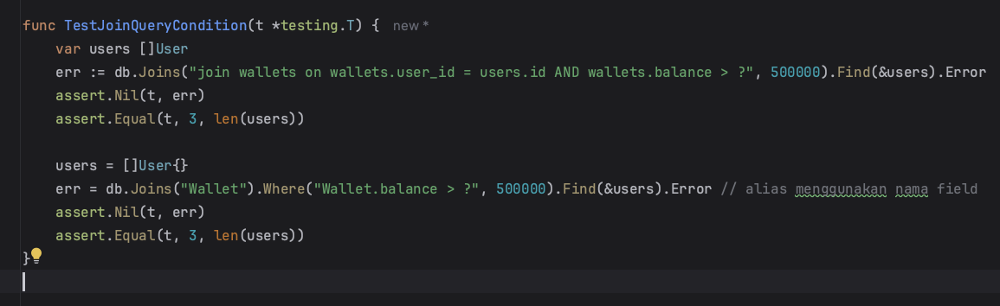 func TestJoinQueryCondition(t *testing.T) { new *
var users []User
err := db.Joins("join wallets on wallets.user_id = users.id AND wallets.balance > ?", 500000).Find(&users).Error
assert.Nil(t, err)
assert.Equal(t, 3, len(users))
users = []User{}
err = db.Joins("Wallet").Where("Wallet.balance > ?", 500000).Find(&users).Error // alias menggunakan nama field
assert.Nil(t, err)
assert.Equal(t, 3, len(users))
}